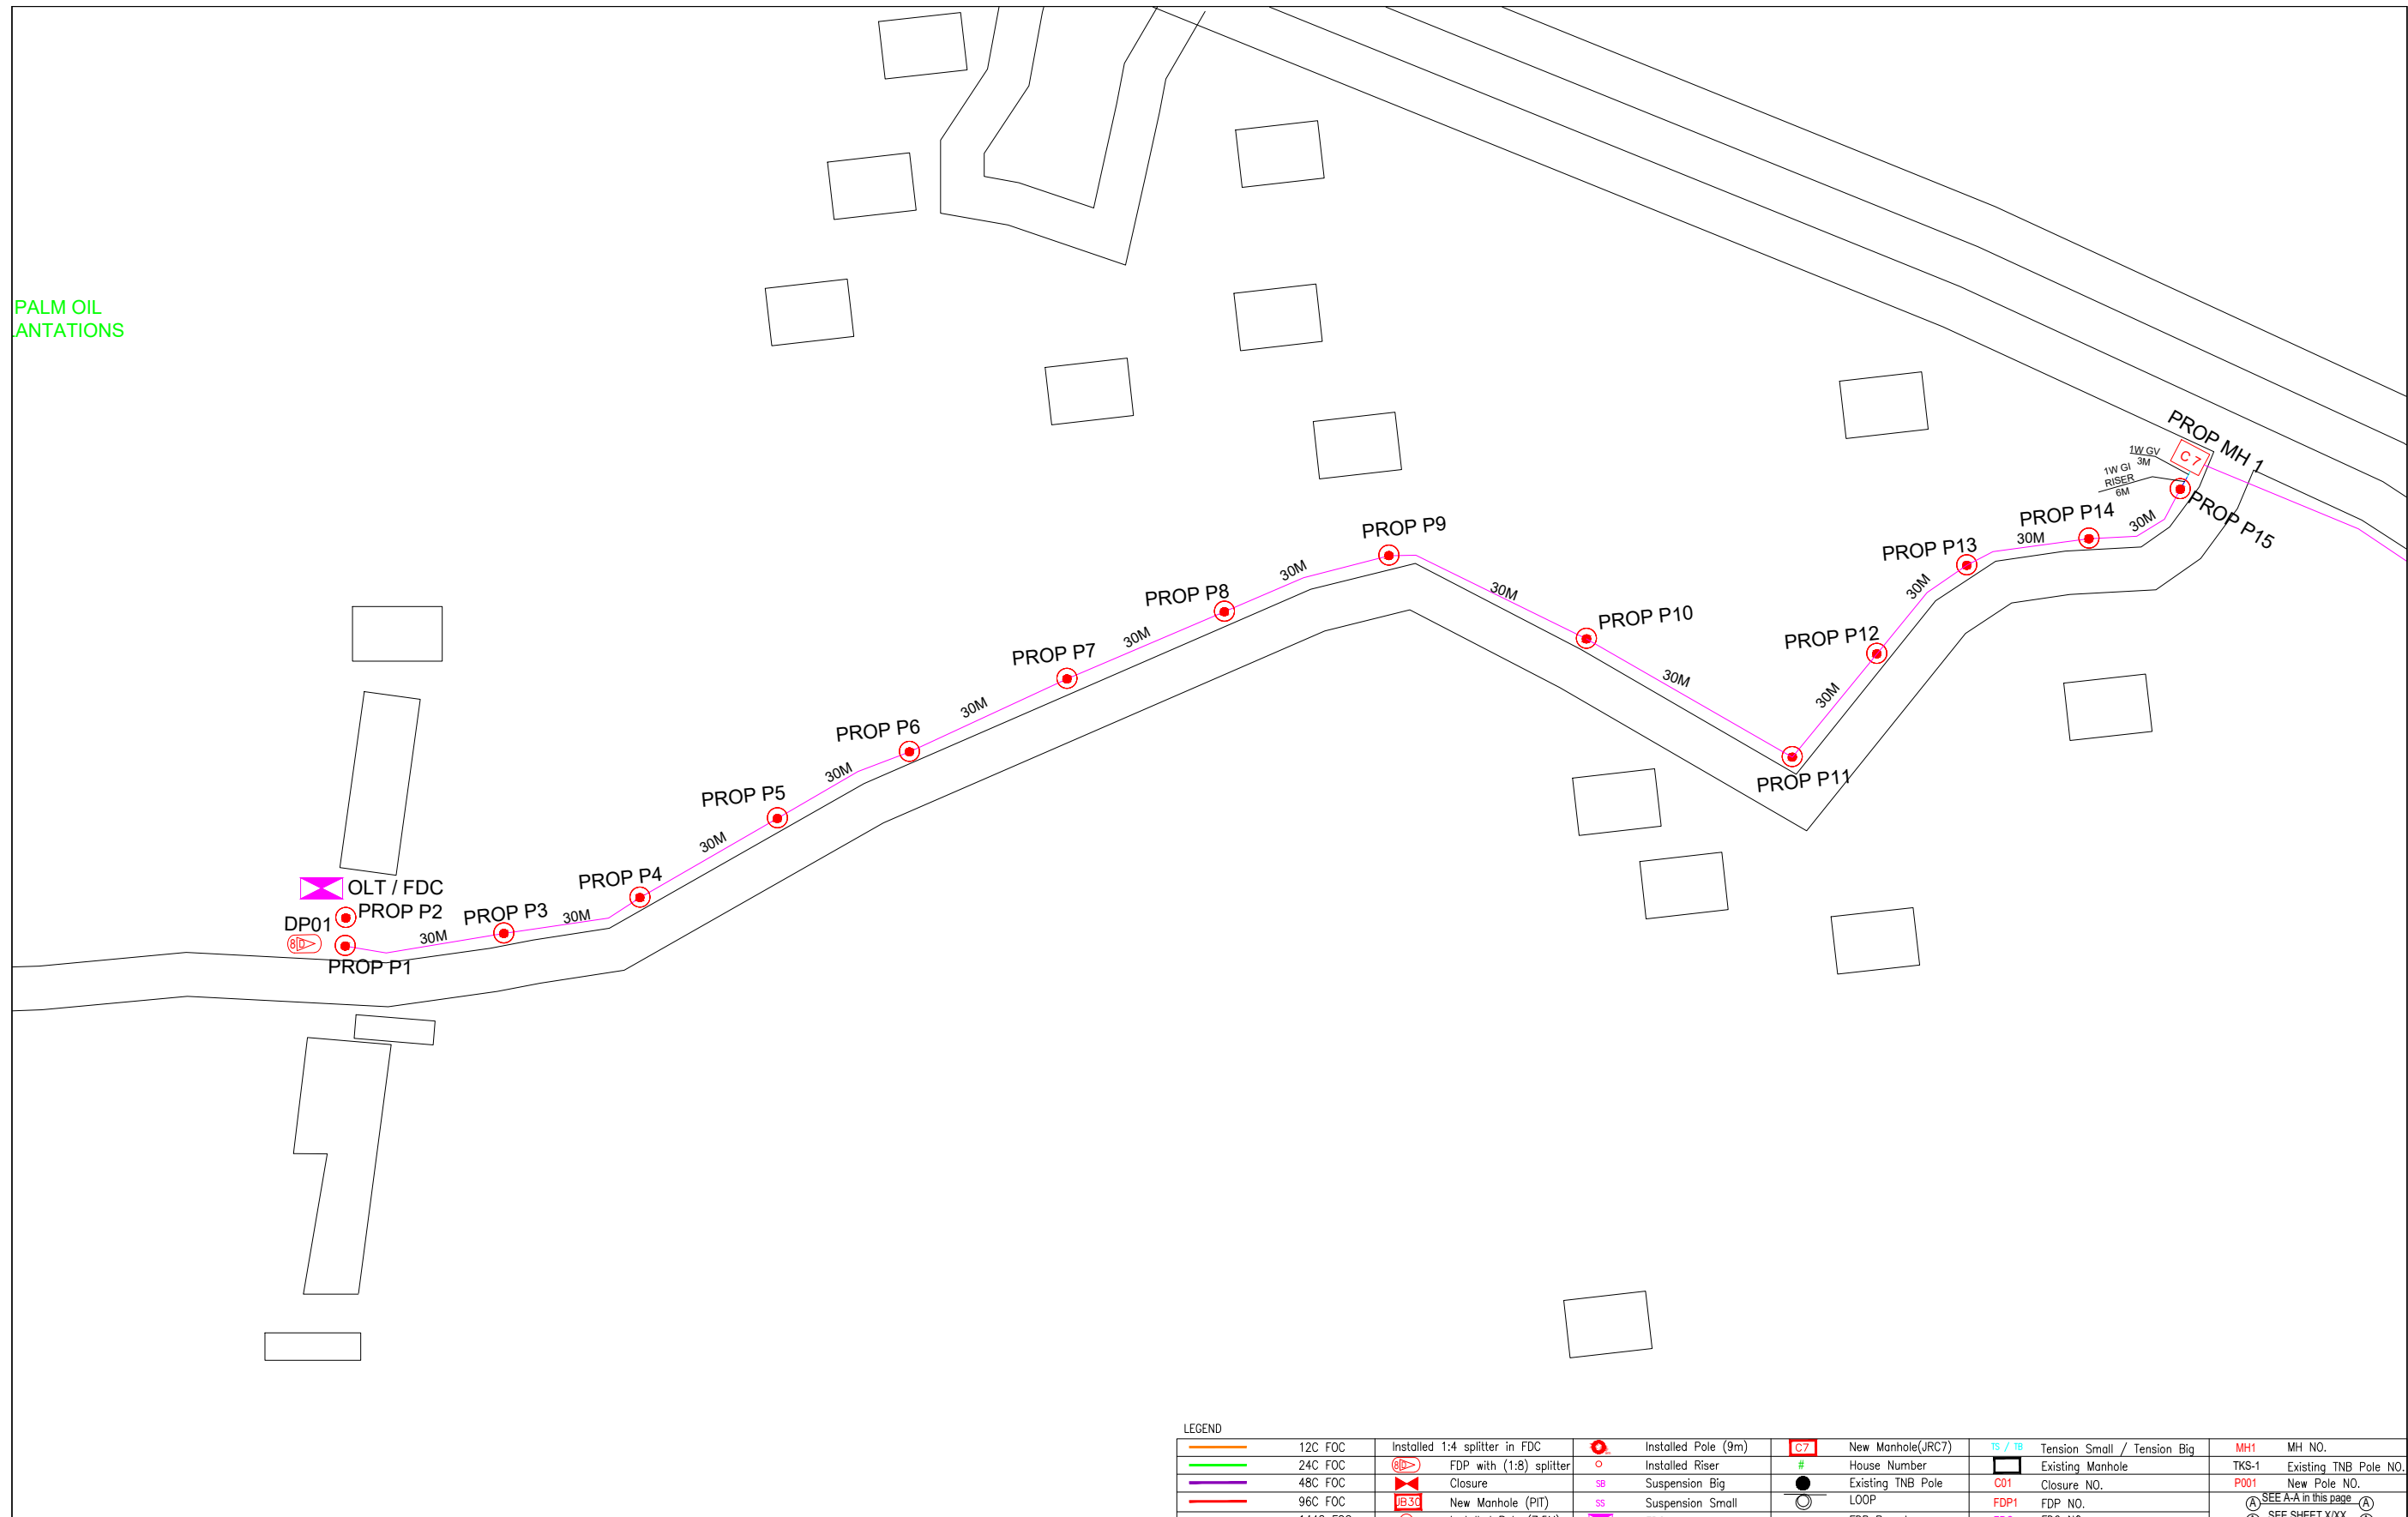 PALM OIL
ANTATIONS
PROP MH 1
C 7
1W GV
3M
1W GI
RISER
6M
PROP P15
PROP P14
30M
30M
PROP P13
30M
PROP P12
30M
PROP P11
30M
PROP P10
30M
PROP P9
30M
PROP P8
30M
PROP P7
30M
PROP P6
30M
PROP P5
30M
PROP P4
30M
PROP P3
30M
OLT / FDC
PROP P2
DP01
8D
PROP P1
LEGEND
12C FOC Installed 1:4 splitter in FDC Installed Pole (9m) C7 New Manhole(JRC7) TS / TB Tension Small / Tension Big MH1 MH NO.
24C FOC 8D FDP with (1:8) splitter Installed Riser # House Number Existing Manhole TKS-1 Existing TNB Pole NO.
48C FOC Closure SB Suspension Big Existing TNB Pole C01 Closure NO. P001 New Pole NO.
96C FOC JB30 New Manhole (PIT) SS Suspension Small LOOP FDP1 FDP NO. A SEE A-A in this page A
SEE SHEET X/XX